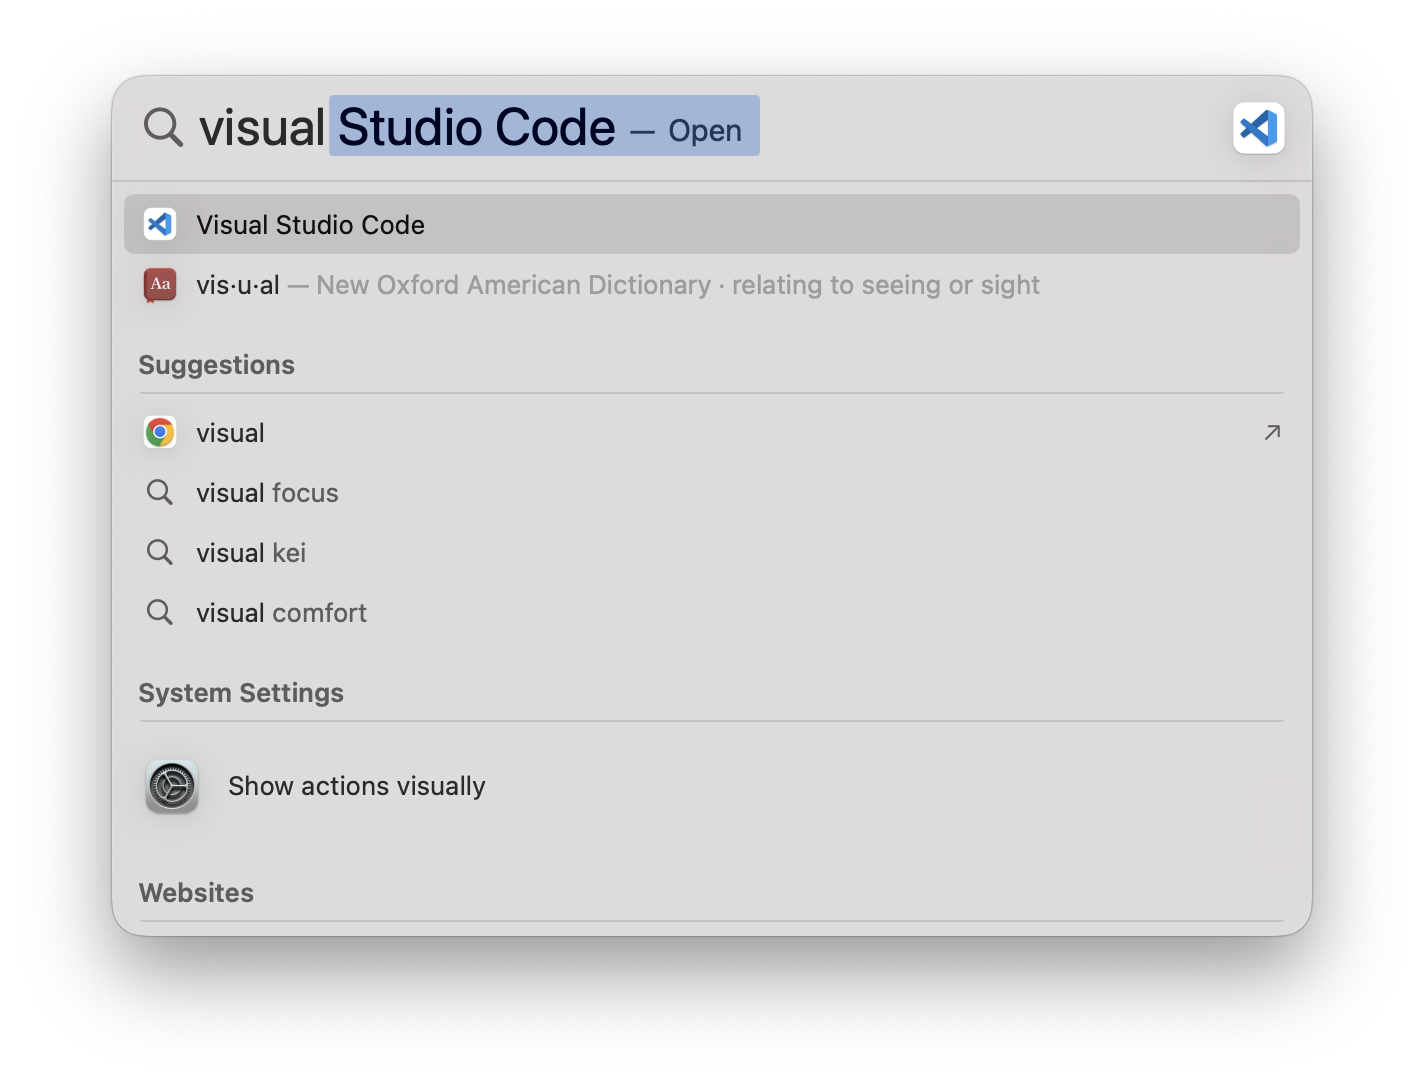 visual Studio Code — Open
Visual Studio Code
Aa vis·u·al — New Oxford American Dictionary · relating to seeing or sight
Suggestions
visual
visual focus
visual kei
visual comfort
System Settings
Show actions visually
Websites